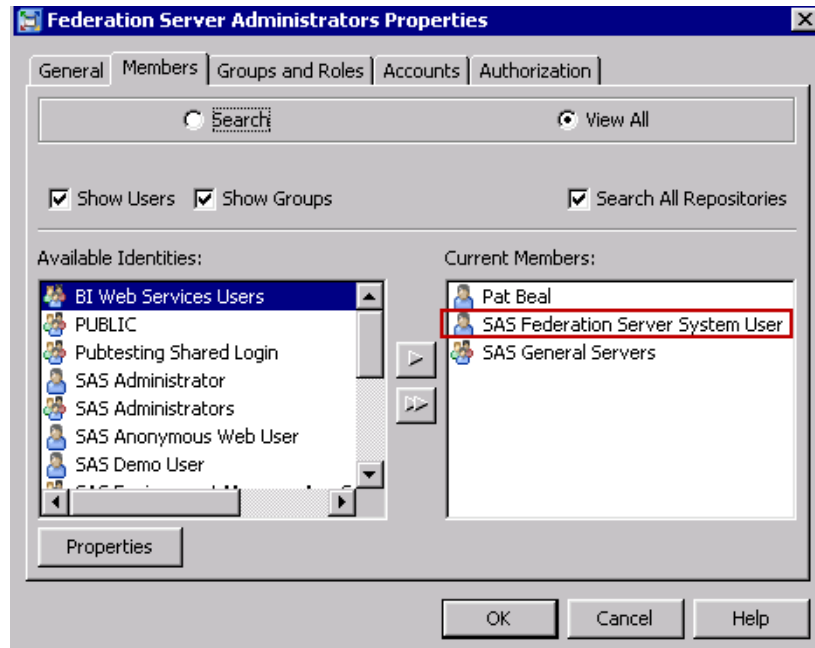 Federation Server Administrators Properties
General Members Groups and Roles Accounts Authorization
Search View All
Show Users Show Groups Search All Repositories
Available Identities: Current Members:
BI Web Services Users Pat Beal
PUBLIC SAS Federation Server System User
Pubtesting Shared Login SAS General Servers
SAS Administrator
SAS Administrators
SAS Anonymous Web User
SAS Demo User
Properties
OK Cancel Help